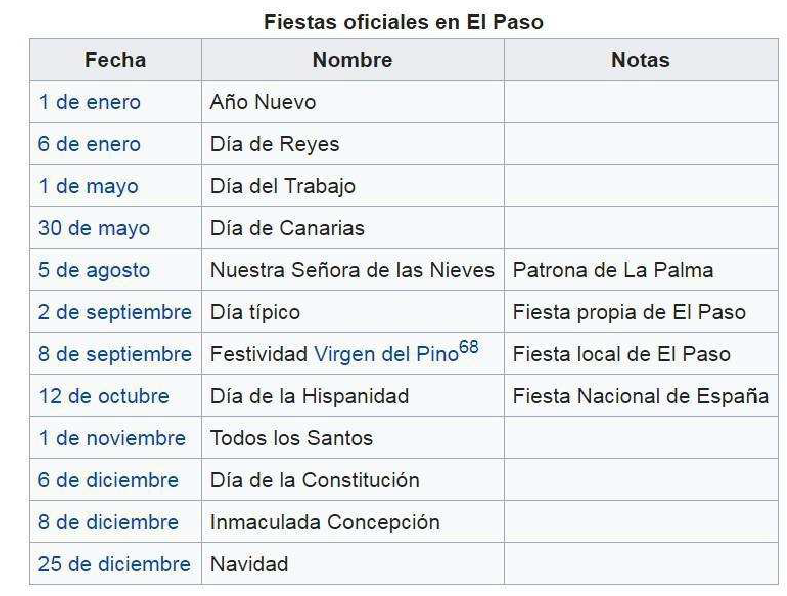 Fiestas oficiales en El Paso
Fecha Nombre Notas
1 de enero Año Nuevo
6 de enero Día de Reyes
1 de mayo Día del Trabajo
30 de mayo Día de Canarias
5 de agosto Nuestra Señora de las Nieves Patrona de La Palma
2 de septiembre Día típico Fiesta propia de El Paso
8 de septiembre Festividad Virgen del Pino68 Fiesta local de El Paso
12 de octubre Día de la Hispanidad Fiesta Nacional de España
1 de noviembre Todos los Santos
6 de diciembre Día de la Constitución
8 de diciembre Inmaculada Concepción
25 de diciembre Navidad